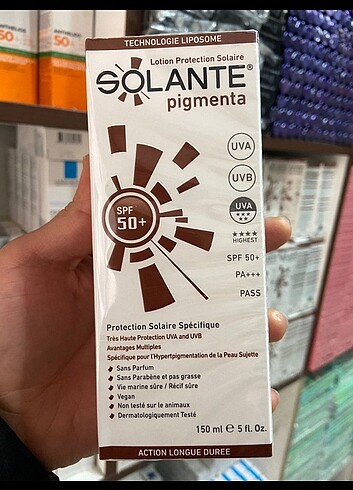 TECHNOLOGIE LIPOSOME
Lotion Protection Solaire
SOLANTE®
pigmenta
UVA
UVB
UVA
★★★★
HIGHEST
SPF
50+
SPF 50+
PA+++
PASS
Protection Solaire Spécifique
Très Haute Protection UVA and UVB
Avantages Multiples
Spécifique pour l'Hypertpigmentation de la Peau Sujette
Sans Parfum
Sans Parabène et pas grasse
Vie marine sûre / Récif sûre
Vegan
Non testé sur le animaux
Dermatologiquement Testé
150 ml ℮ 5 fl. Oz.
ACTION LONGUE DUREE
50+
50